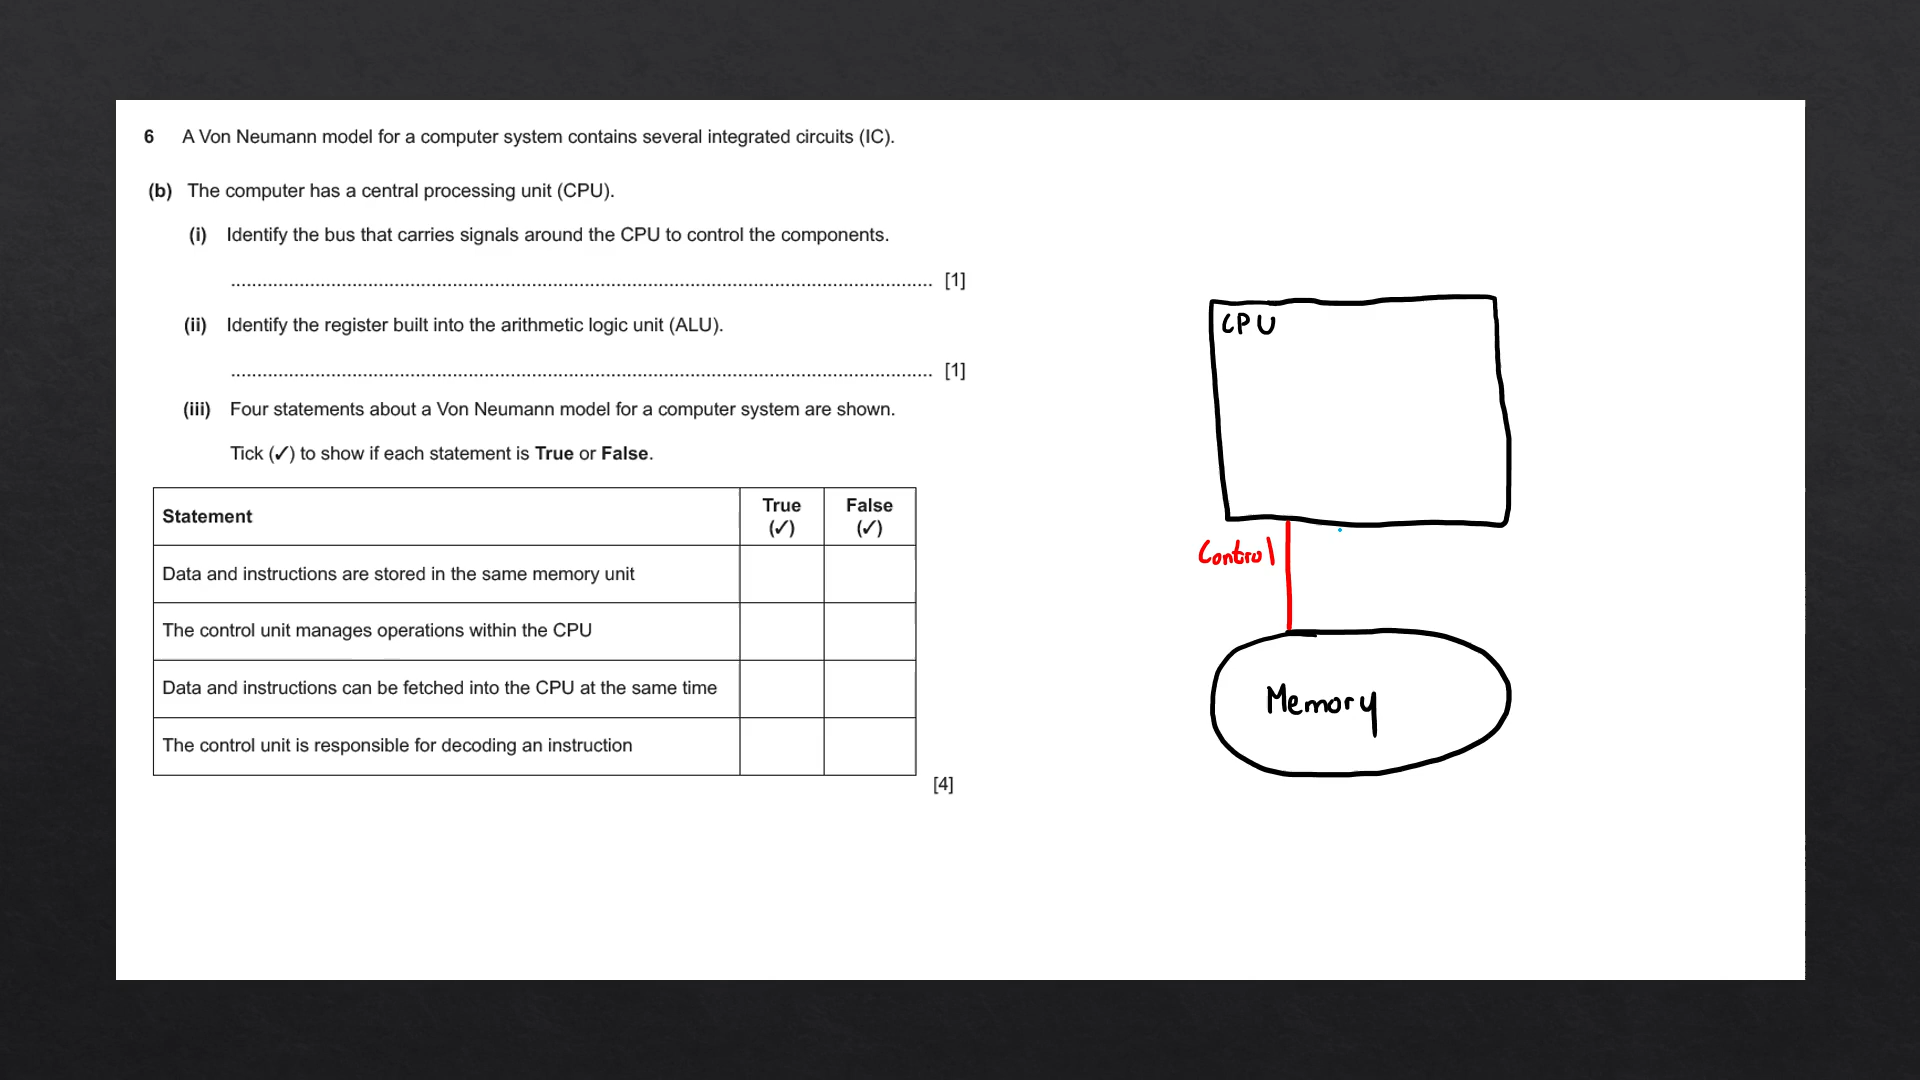 6 A Von Neumann model for a computer system contains several integrated circuits (IC).
(b) The computer has a central processing unit (CPU).
(i) Identify the bus that carries signals around the CPU to control the components.
[1]
(ii) Identify the register built into the arithmetic logic unit (ALU).
[1]
(iii) Four statements about a Von Neumann model for a computer system are shown.
Tick (✓) to show if each statement is True or False.
Statement True (✓) False (✓)
Data and instructions are stored in the same memory unit
The control unit manages operations within the CPU
Data and instructions can be fetched into the CPU at the same time
The control unit is responsible for decoding an instruction
[4]
CPU
Control
Memory